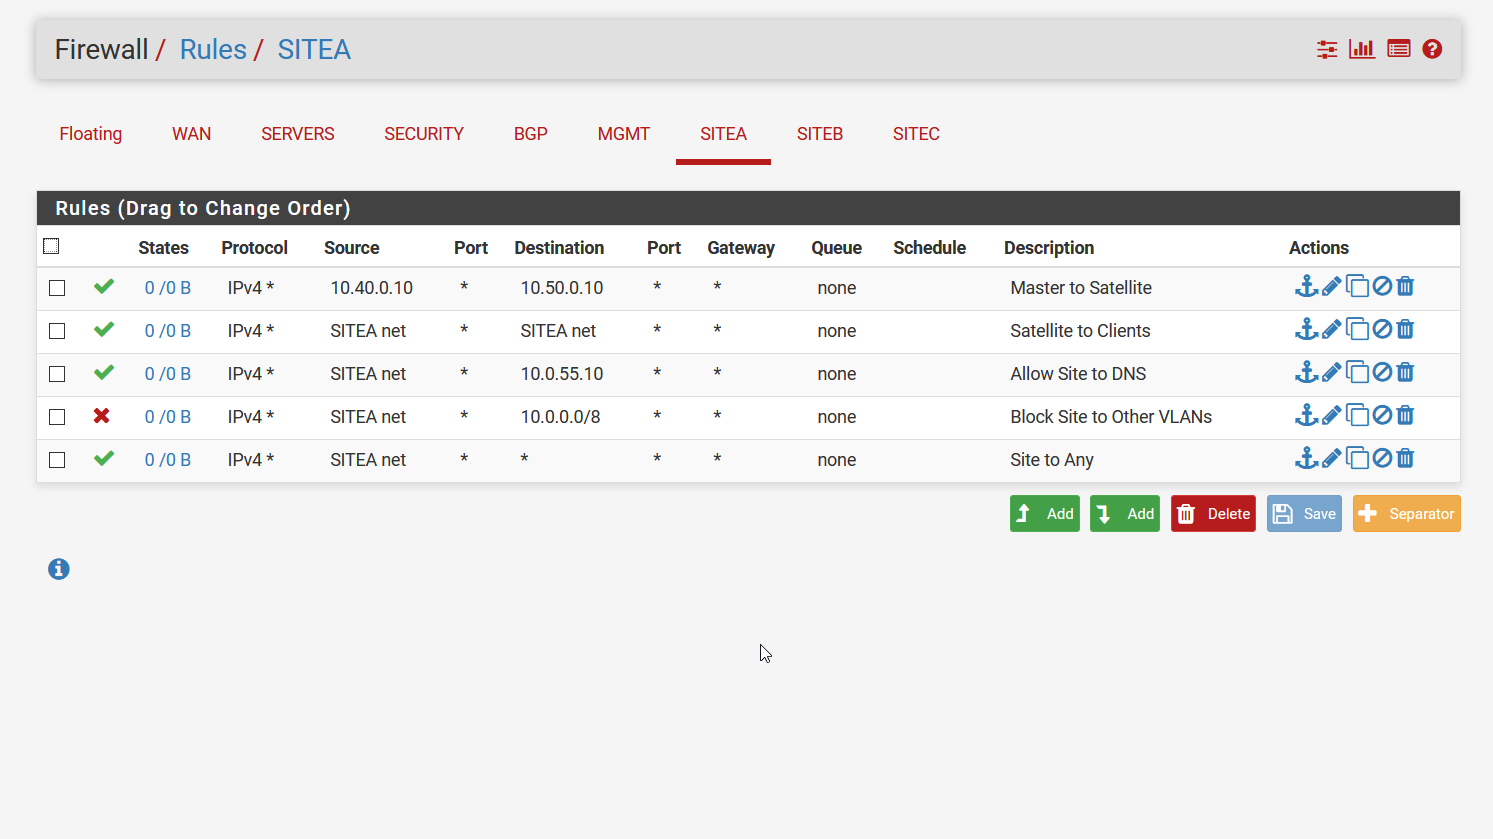 Firewall / Rules / SITEA
Floating WAN SERVERS SECURITY BGP MGMT SITEA SITEB SITEC
Rules (Drag to Change Order)
States Protocol Source Port Destination Port Gateway Queue Schedule Description Actions
0 /0 B IPv4 * 10.40.0.10 * 10.50.0.10 * * none Master to Satellite
0 /0 B IPv4 * SITEA net * SITEA net * * none Satellite to Clients
0 /0 B IPv4 * SITEA net * 10.0.55.10 * * none Allow Site to DNS
0 /0 B IPv4 * SITEA net * 10.0.0.0/8 * * none Block Site to Other VLANs
0 /0 B IPv4 * SITEA net * * * * none Site to Any
Add Add Delete Save Separator